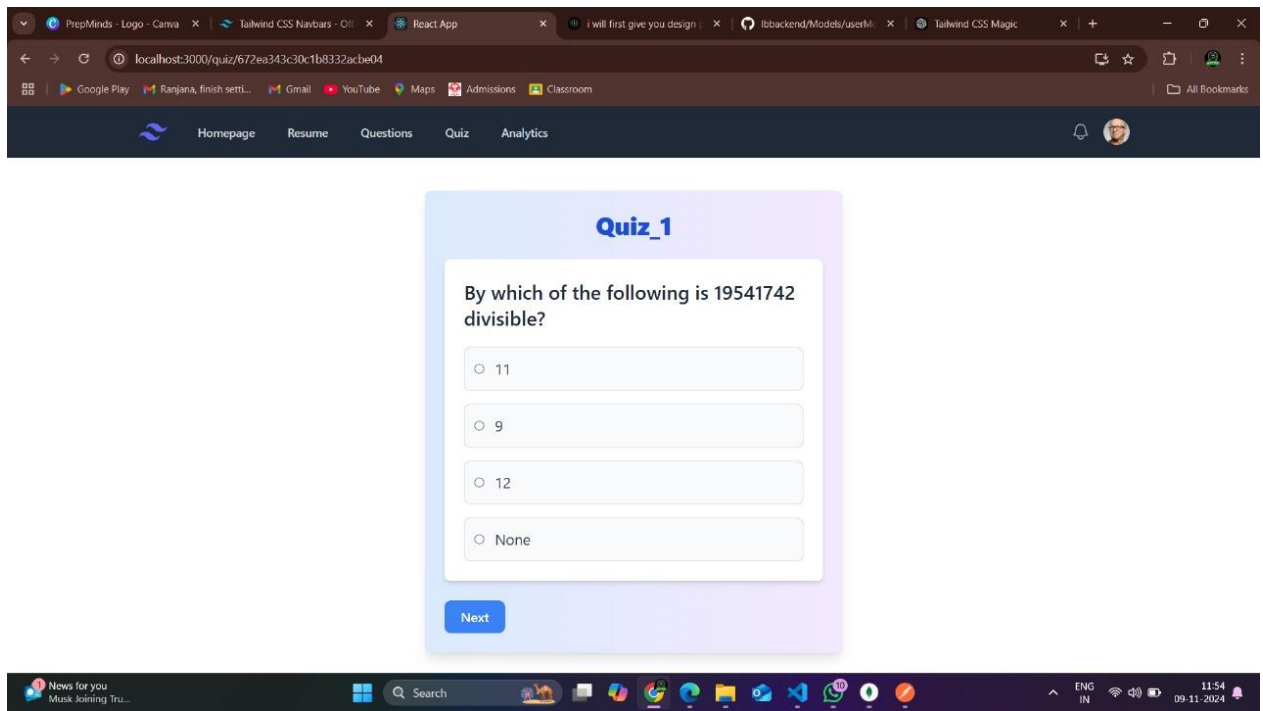 PrepMinds - Logo - Canva
Tailwind CSS Navbars - Offi
React App
i will first give you design p
lbbackend/Models/userMo
Tailwind CSS Magic
localhost:3000/quiz/672ea343c30c1b8332acbe04
Google Play
Ranjana, finish setti...
Gmail
YouTube
Maps
Admissions
Classroom
All Bookmarks
Homepage
Resume
Questions
Quiz
Analytics
Quiz_1
By which of the following is 19541742
divisible?
11
9
12
None
Next
1
News for you
Musk Joining Tru...
Search
10
ENG
IN
11:54
09-11-2024